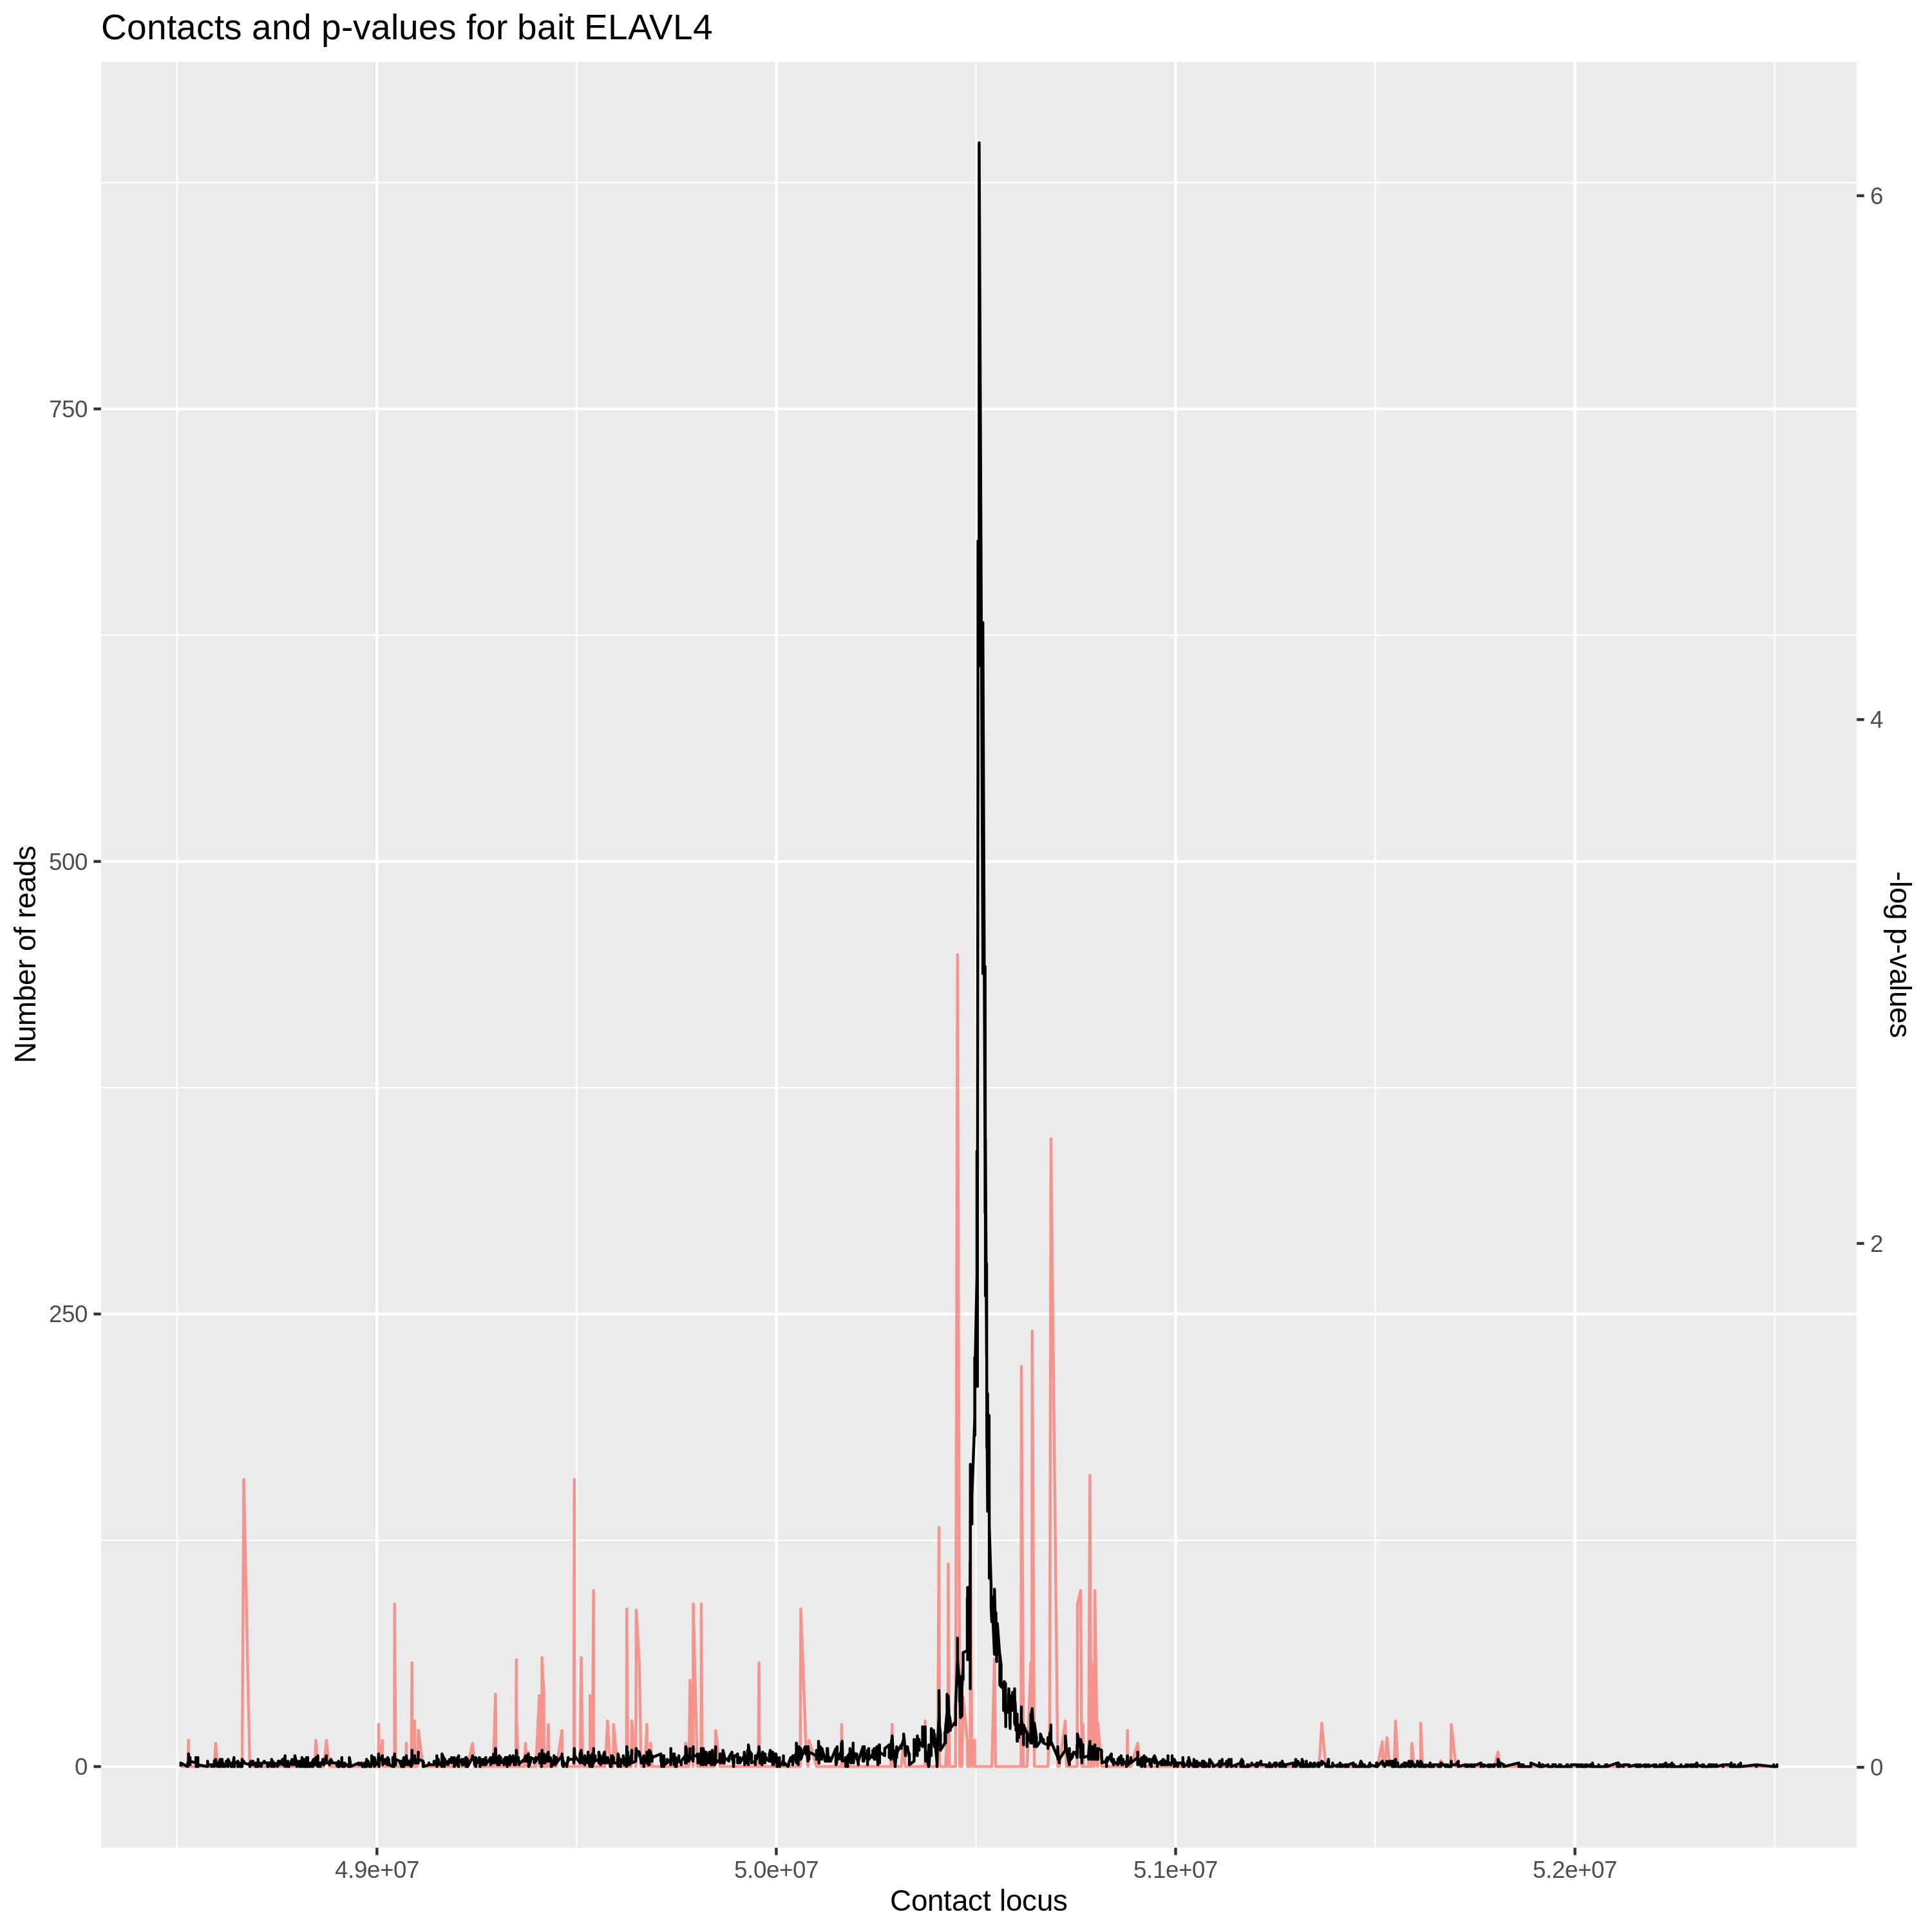 Contacts and p-values for bait ELAVL4
Number of reads
750
500
250
0
6
4
2
0
-log p-values
4.9e+07
5.0e+07
5.1e+07
5.2e+07
Contact locus